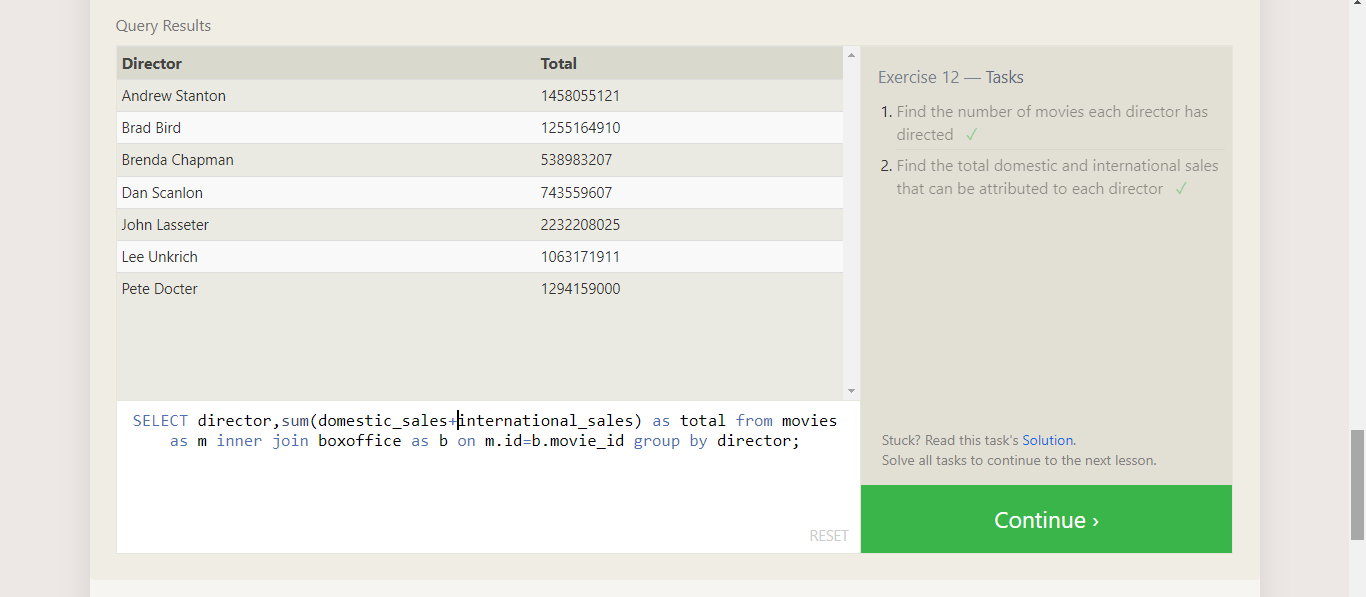 Query Results
Director Total
Andrew Stanton 1458055121
Brad Bird 1255164910
Brenda Chapman 538983207
Dan Scanlon 743559607
John Lasseter 2232208025
Lee Unkrich 1063171911
Pete Docter 1294159000
SELECT director,sum(domestic_sales+international_sales) as total from movies
as m inner join boxoffice as b on m.id=b.movie_id group by director;
RESET
Exercise 12 — Tasks
1. Find the number of movies each director has
directed ✓
2. Find the total domestic and international sales
that can be attributed to each director ✓
Stuck? Read this task's Solution.
Solve all tasks to continue to the next lesson.
Continue ›